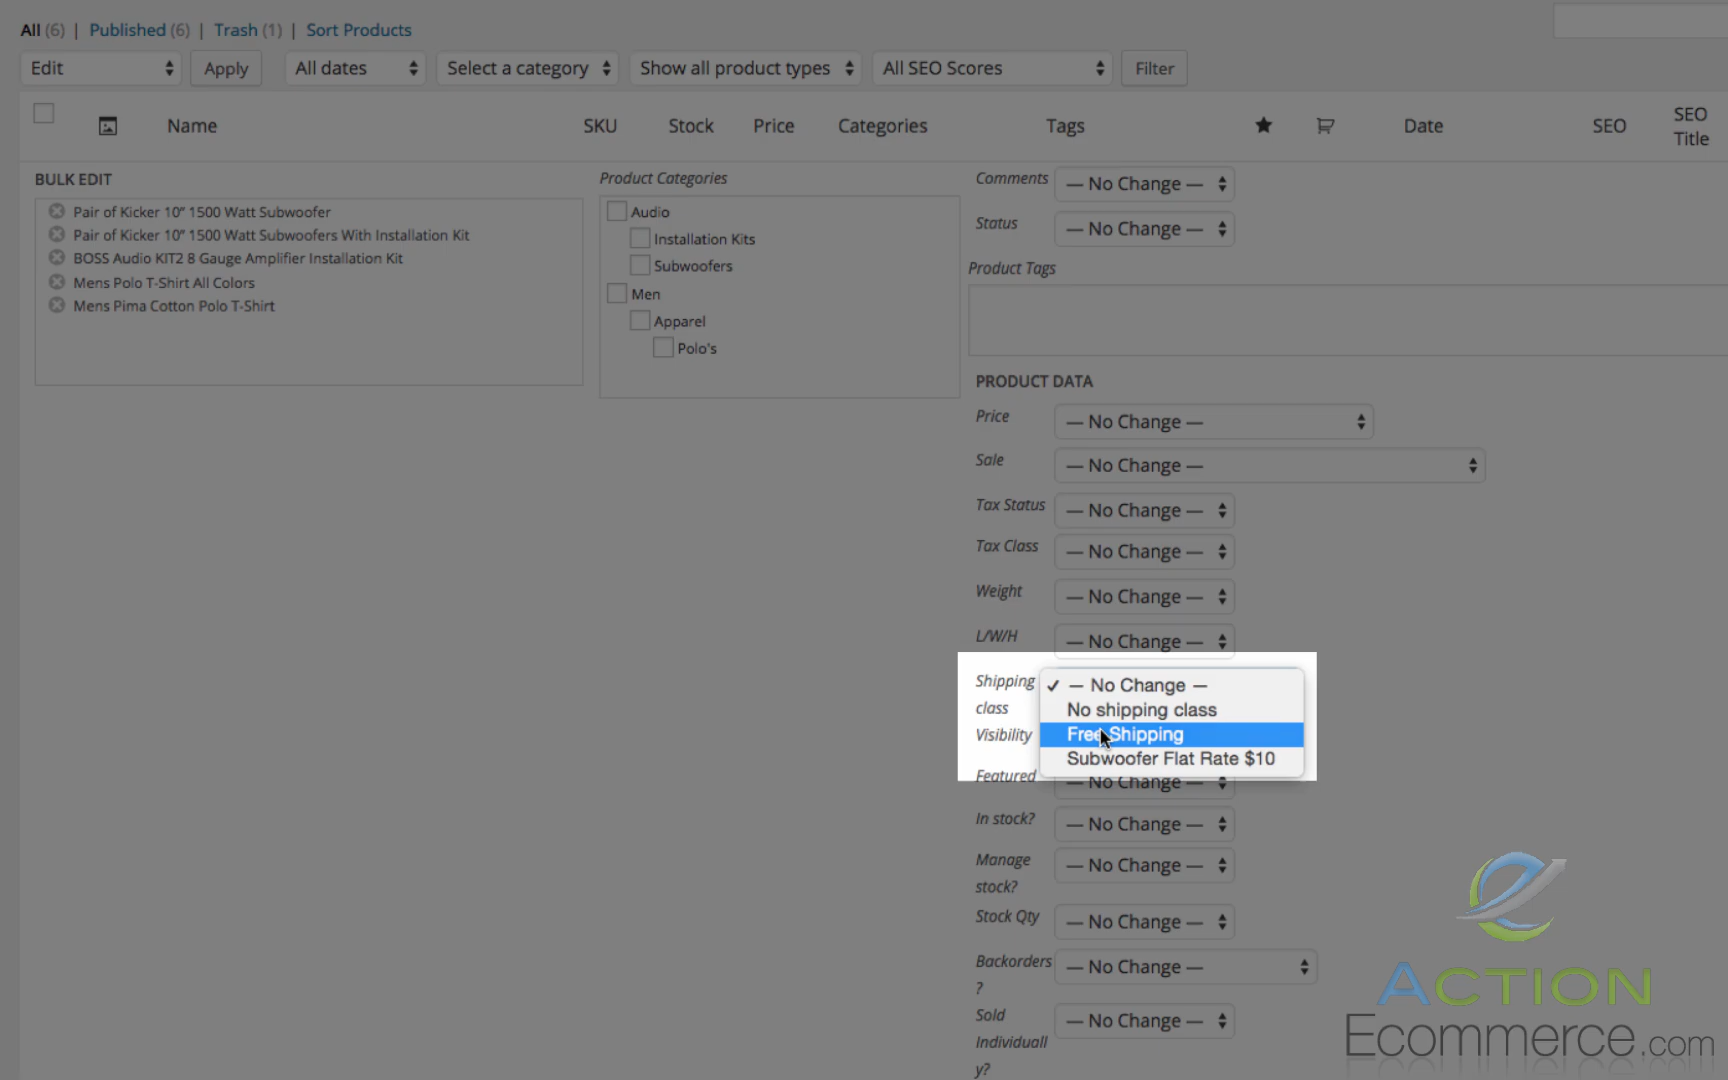 All (6) | Published (6) | Trash (1) | Sort Products
Edit Apply All dates Select a category Show all product types All SEO Scores Filter
Name SKU Stock Price Categories Tags Date SEO SEO Title
BULK EDIT
Pair of Kicker 10” 1500 Watt Subwoofer
Pair of Kicker 10” 1500 Watt Subwoofers With Installation Kit
BOSS Audio KIT2 8 Gauge Amplifier Installation Kit
Mens Polo T-Shirt All Colors
Mens Pima Cotton Polo T-Shirt
Product Categories
Audio
Installation Kits
Subwoofers
Men
Apparel
Polo's
Comments — No Change —
Status — No Change —
Product Tags
PRODUCT DATA
Price — No Change —
Sale — No Change —
Tax Status — No Change —
Tax Class — No Change —
Weight — No Change —
L/W/H — No Change —
Shipping class
✓ — No Change —
No shipping class
Free Shipping
Subwoofer Flat Rate $10
Visibility
Featured — No Change —
In stock? — No Change —
Manage stock? — No Change —
Stock Qty — No Change —
Backorders ? — No Change —
Sold Individuall y? — No Change —
ACTION
Ecommerce.com